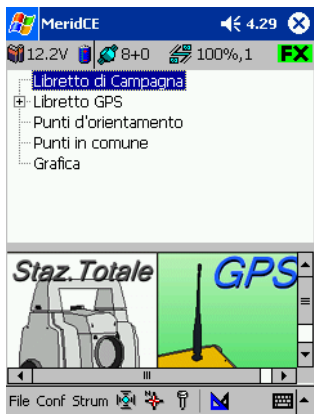 MeridCE 4.29
12.2V 8+0 100%,1 FX
Libretto di Campagna
Libretto GPS
Punti d'orientamento
Punti in comune
Grafica
Staz. Totale GPS
File Conf Strum